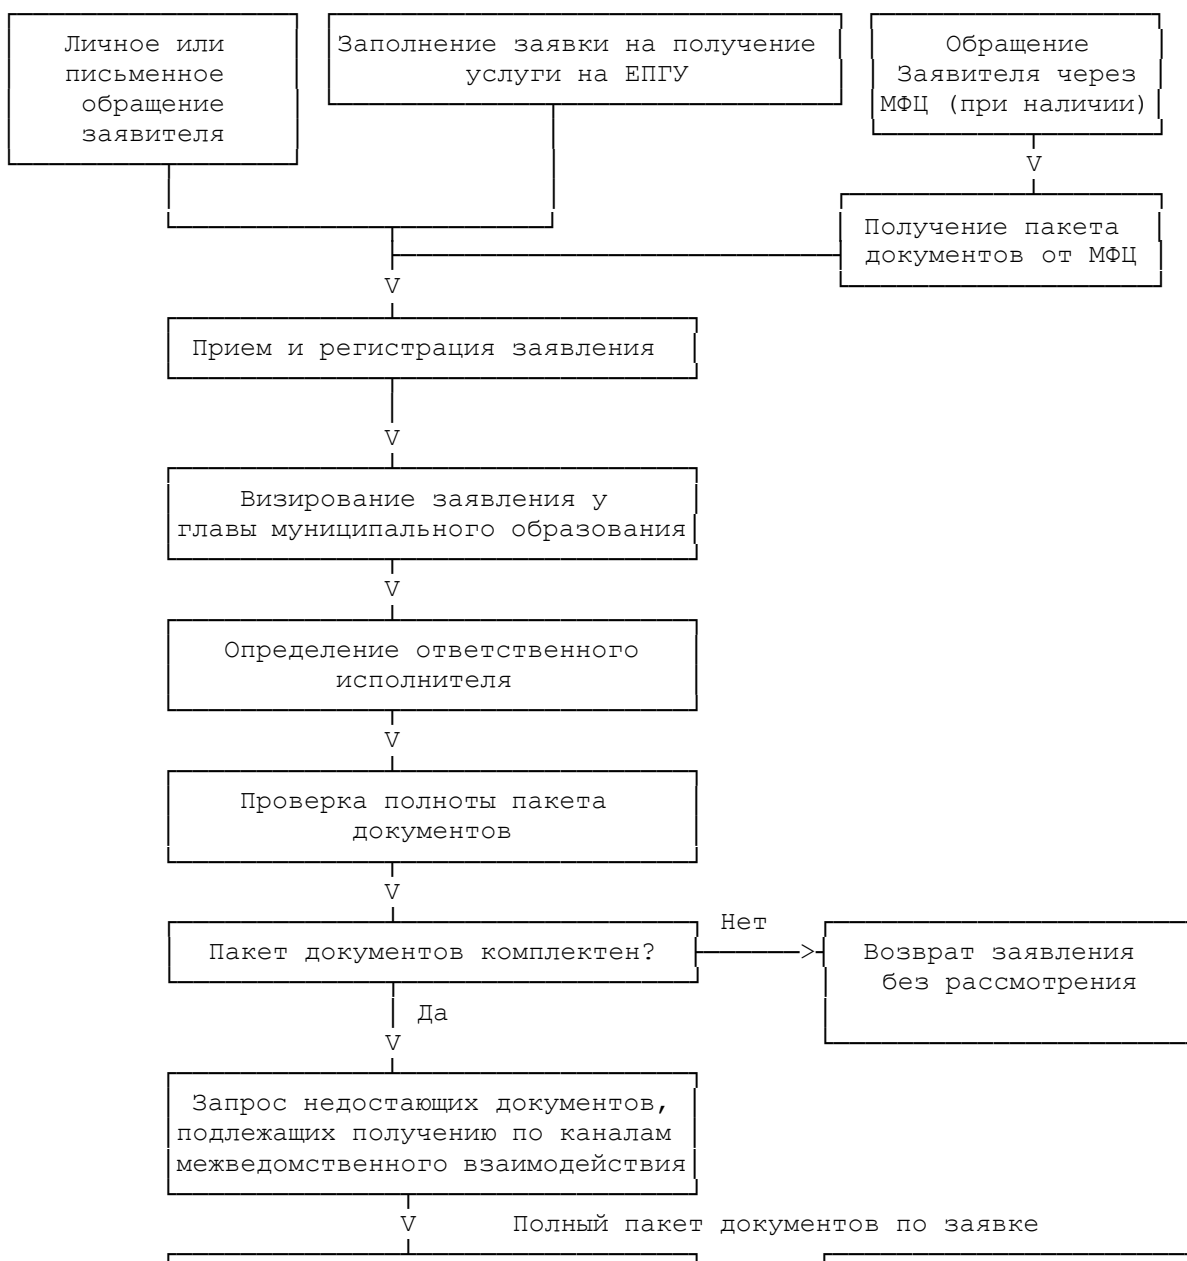 Личное или
письменное
обращение
заявителя
Заполнение заявки на получение
услуги на ЕПГУ
Обращение
Заявителя через
МФЦ (при наличии)
V
Получение пакета
документов от МФЦ
V
Прием и регистрация заявления
V
Визирование заявления у
главы муниципального образования
V
Определение ответственного
исполнителя
V
Проверка полноты пакета
документов
V
Нет
Пакет документов комплектен?
>
Возврат заявления
без рассмотрения
Да
V
Запрос недостающих документов,
подлежащих получению по каналам
межведомственного взаимодействия
V
Полный пакет документов по заявке